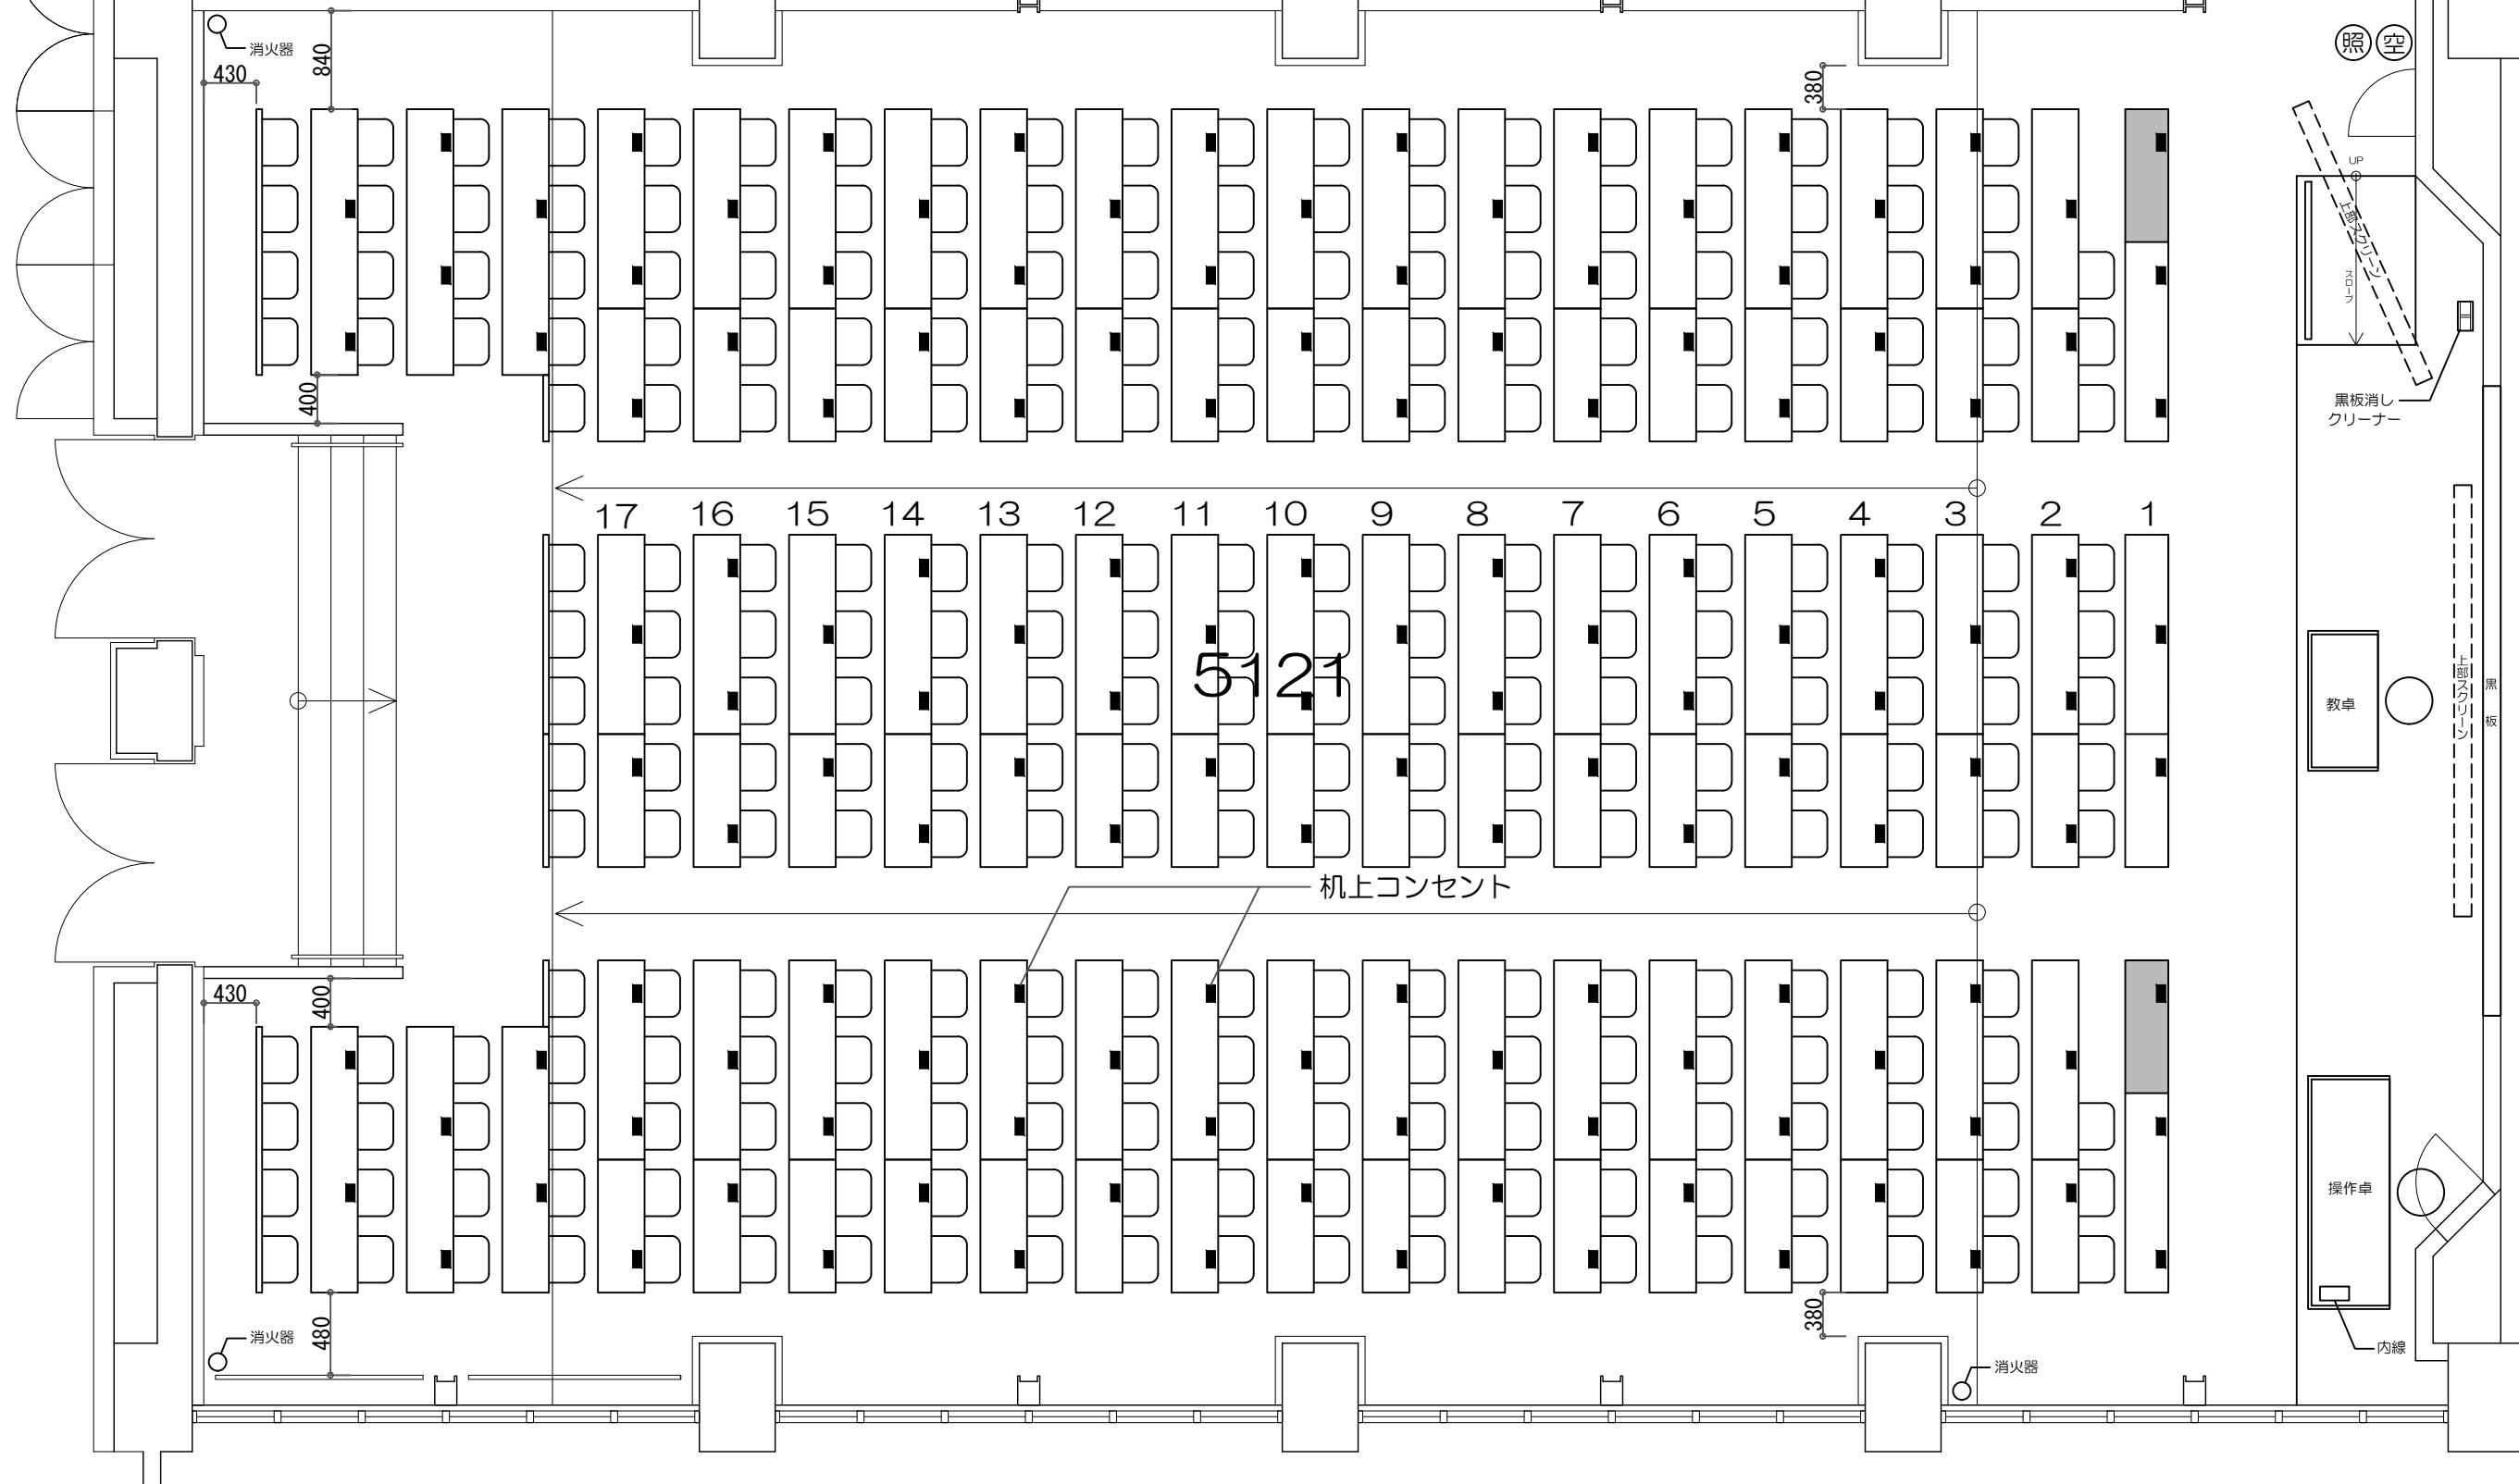 消火器
840
430
380
照 空
UP
上部スクリーン
スロープ
400
黒板消し
クリーナー
17 16 15 14 13 12 11 10 9 8 7 6 5 4 3 2 1
5121
上部スクリーン
黒板
教卓
机上コンセント
430
400
操作卓
480
380
消火器
内線
消火器